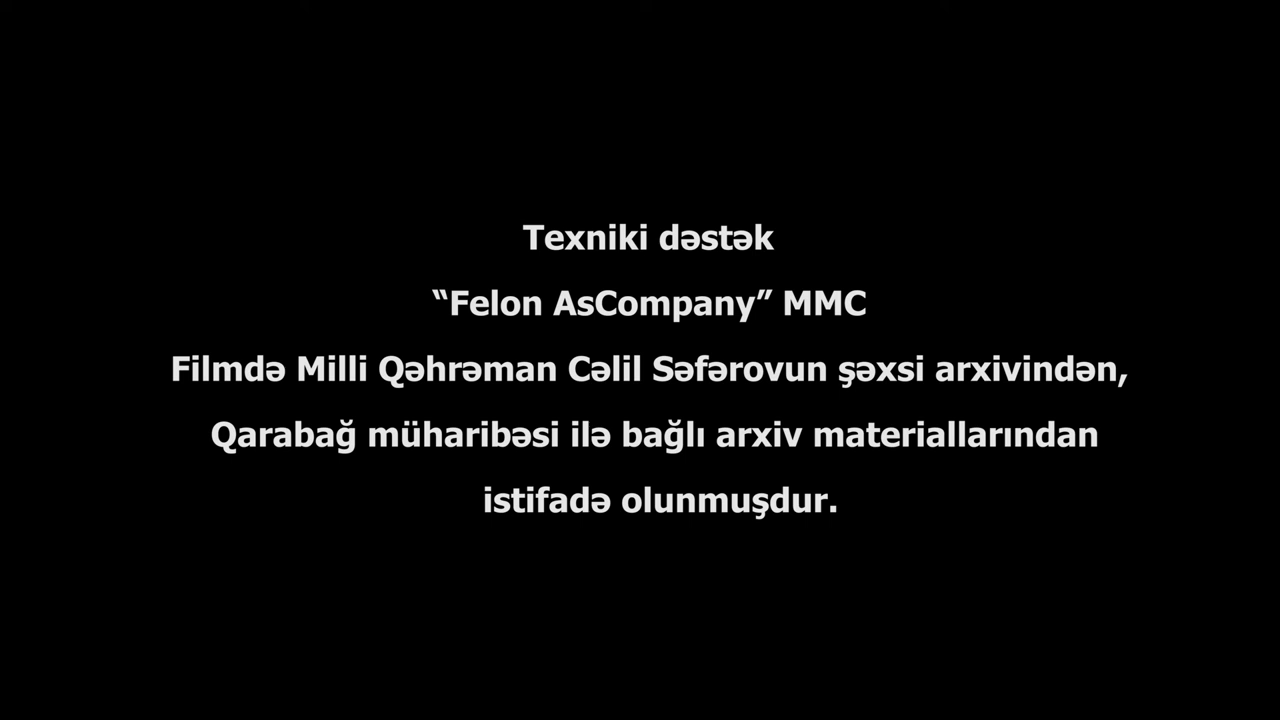 Texniki dəstək
“Felon AsCompany” MMC
Filmdə Milli Qəhrəman Cəlil Səfərovun şəxsi arxivindən,
Qarabağ müharibəsi ilə bağlı arxiv materiallarından
istifadə olunmuşdur.